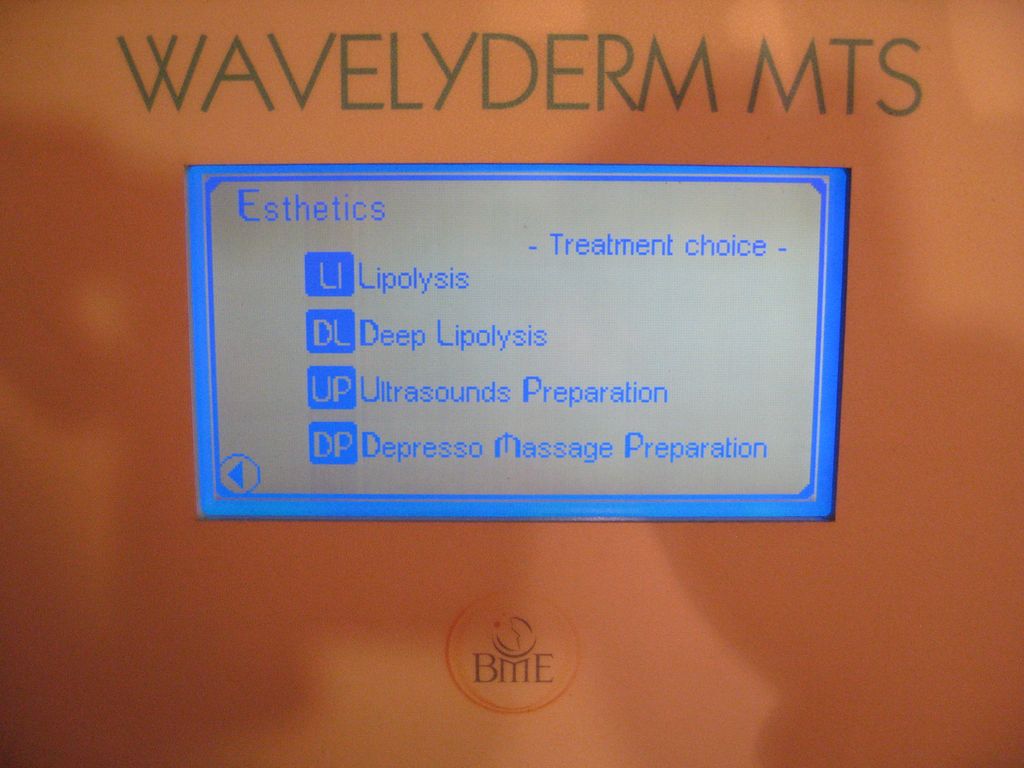 WAVELYDERM MTS
Esthetics
- Treatment choice -
LI Lipolysis
DL Deep Lipolysis
UP Ultrasounds Preparation
DP Depresso Massage Preparation
BME